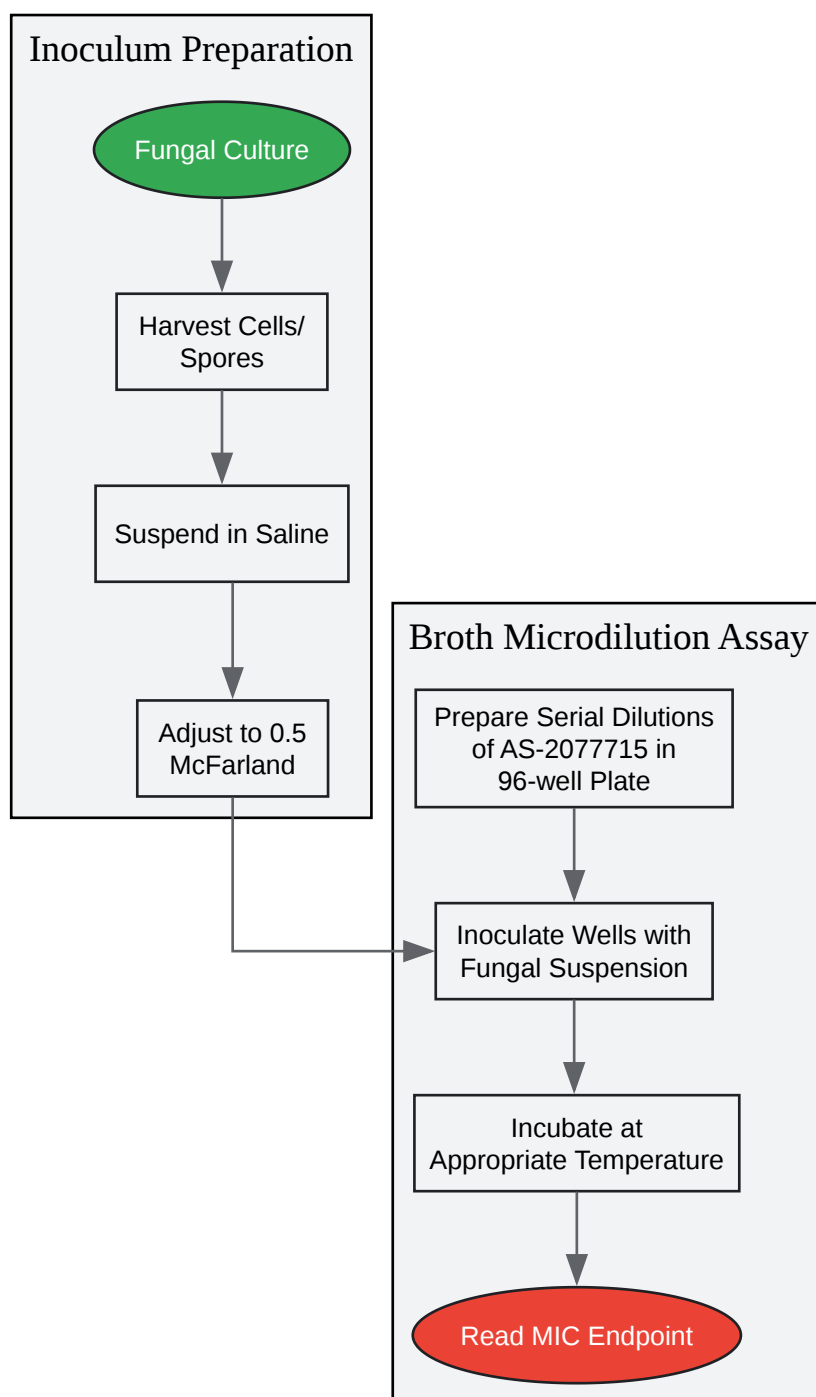 Inoculum Preparation
Fungal Culture
Harvest Cells/
Spores
Suspend in Saline
Adjust to 0.5
McFarland
Broth Microdilution Assay
Prepare Serial Dilutions
of AS-2077715 in
96-well Plate
Inoculate Wells with
Fungal Suspension
Incubate at
Appropriate Temperature
Read MIC Endpoint